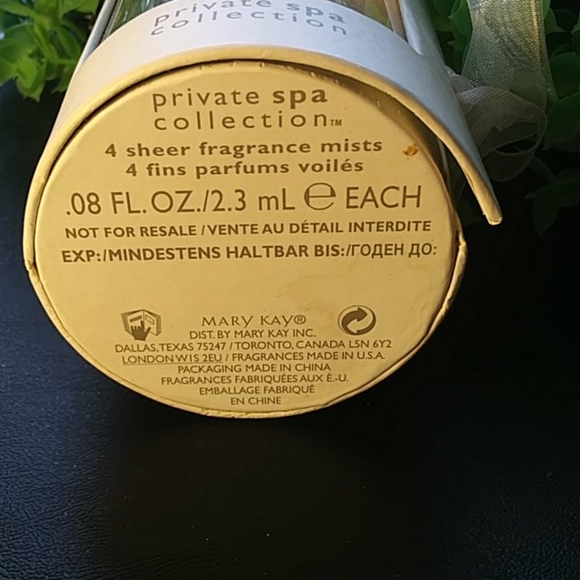 private spa
collection
private spa
collection™
4 sheer fragrance mists
4 fins parfums voilés
.08 FL. OZ./2.3 mL ℮ EACH
NOT FOR RESALE / VENTE AU DÉTAIL INTERDITE
EXP:/MINDESTENS HALTBAR BIS:/ГОДЕН ДО:
MARY KAY®
DIST. BY MARY KAY INC.
DALLAS, TEXAS 75247 / TORONTO, CANADA L5N 6Y2
LONDON W1S 2EU / FRAGRANCES MADE IN U.S.A.
PACKAGING MADE IN CHINA
FRAGRANCES FABRIQUÉES AUX É.-U.
EMBALLAGE FABRIQUÉ
EN CHINE